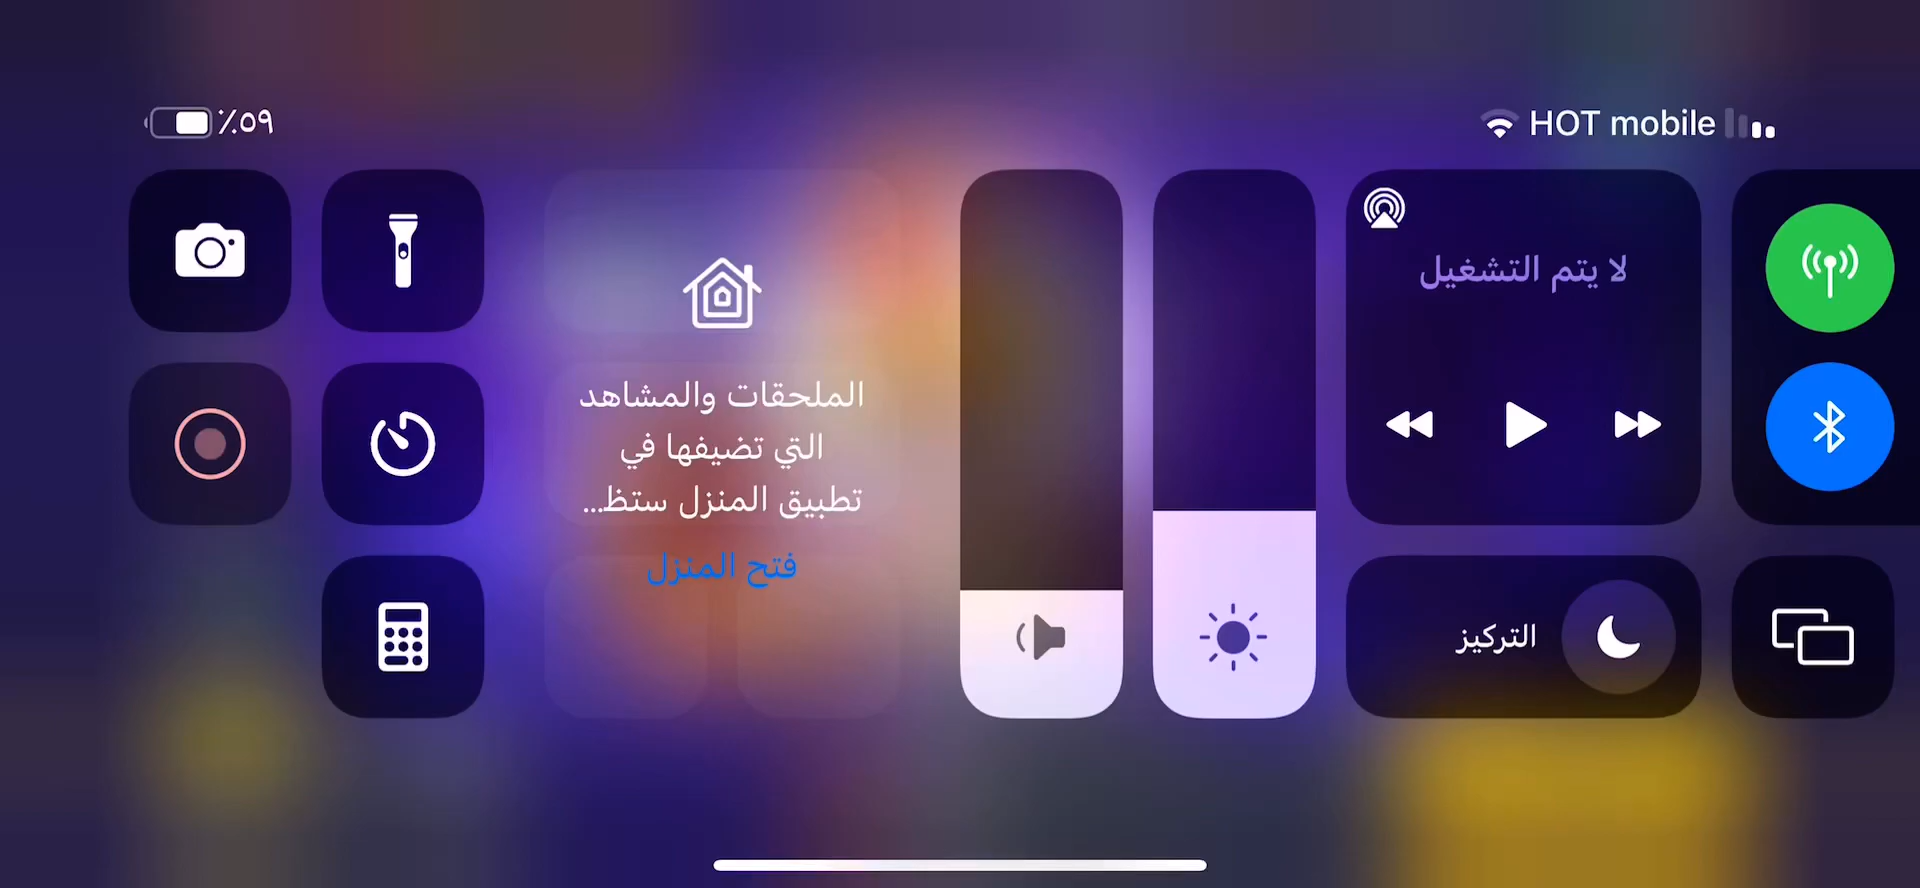 HOT mobile
٪٥٩
لا يتم التشغيل
التركيز
الملحقات والمشاهد
التي تضيفها في
تطبيق المنزل ستظ...
فتح المنزل